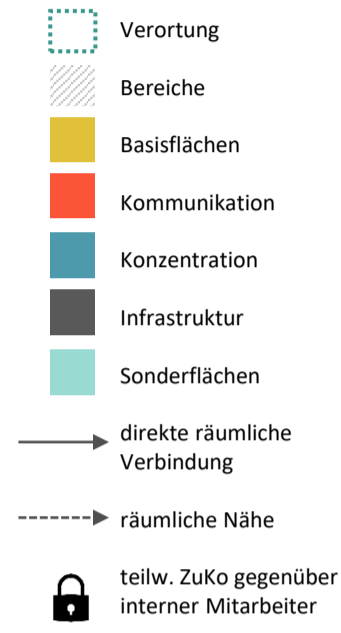 Verortung
Bereiche
Basisflächen
Kommunikation
Konzentration
Infrastruktur
Sonderflächen
direkte räumliche
Verbindung
räumliche Nähe
teilw. ZuKo gegenüber
interner Mitarbeiter